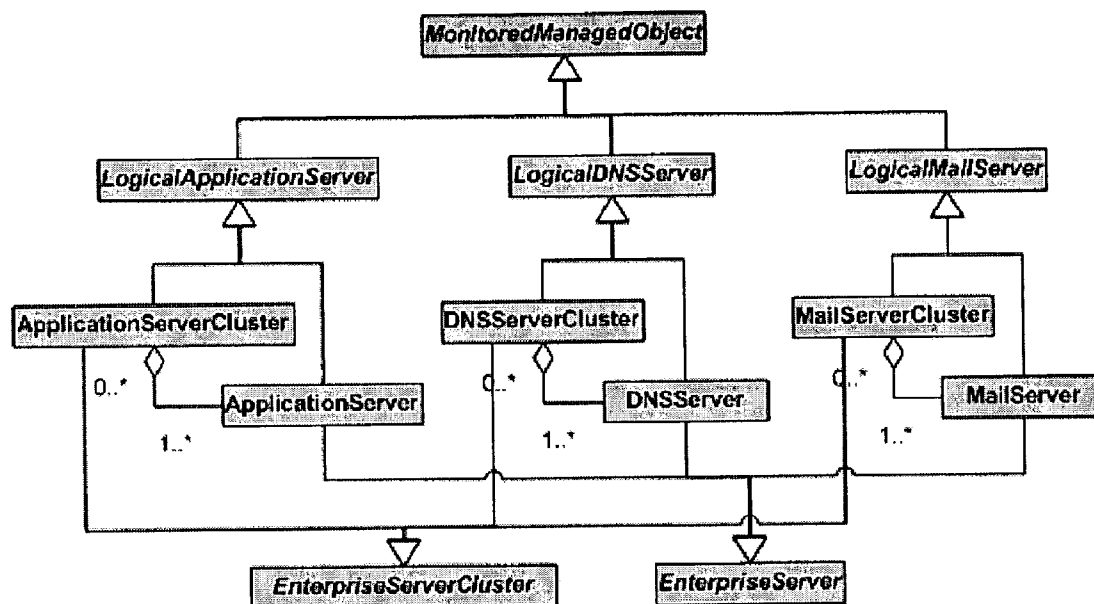 MonitoredManagedObject
LogicalApplicationServer
LogicalDNSServer
LogicalMailServer
ApplicationServerCluster
DNSServerCluster
MailServerCluster
0..*
0..*
0..*
ApplicationServer
DNSServer
MailServer
1..*
1..*
1..*
EnterpriseServerCluster
EnterpriseServer